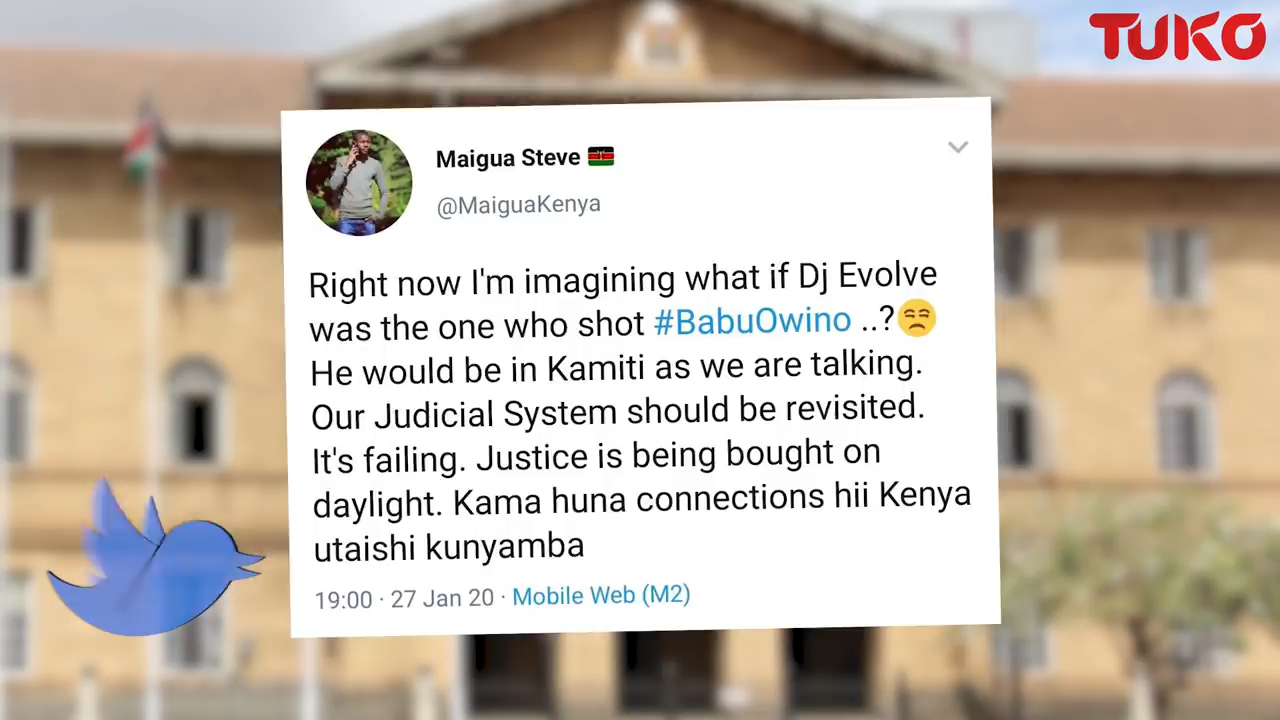 TUKO
Maigua Steve 🇰🇪
@MaiguaKenya
Right now I'm imagining what if Dj Evolve
was the one who shot #BabuOwino ..?😒
He would be in Kamiti as we are talking.
Our Judicial System should be revisited.
It's failing. Justice is being bought on
daylight. Kama huna connections hii Kenya
utaishi kunyamba
19:00 · 27 Jan 20 · Mobile Web (M2)